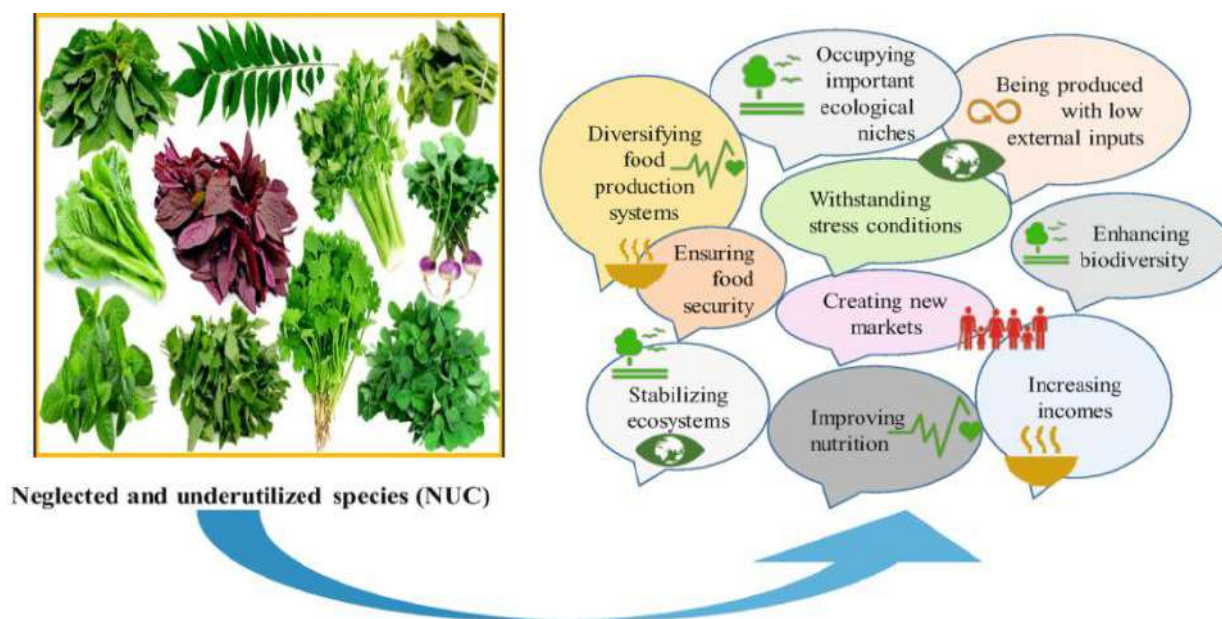 Occupying
important
ecological
niches
Being produced
with low
external inputs
Diversifying
food
production
systems
Withstanding
stress conditions
Enhancing
biodiversity
Ensuring
food
security
Creating new
markets
Stabilizing
ecosystems
Improving
nutrition
Increasing
incomes
Neglected and underutilized species (NUC)